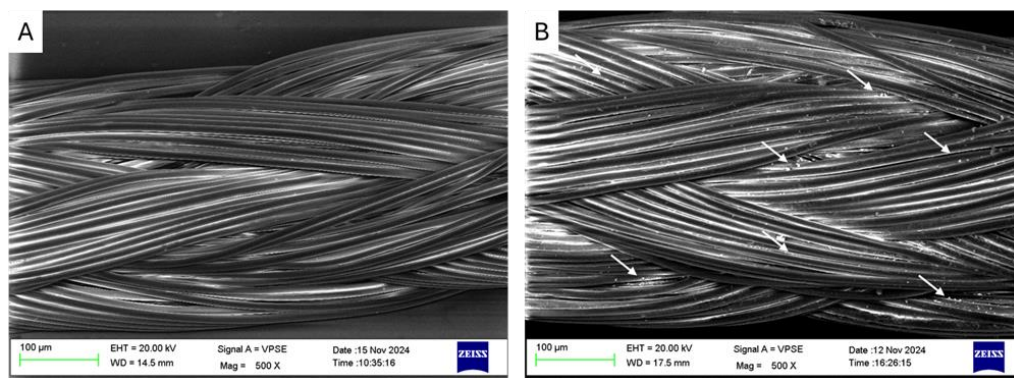 A
100 µm
EHT = 20.00 kV
WD = 14.5 mm
Signal A = VPSE
Mag = 500 X
Date :15 Nov 2024
Time :10:35:16
ZEISS
B
100 µm
EHT = 20.00 kV
WD = 17.5 mm
Signal A = VPSE
Mag = 500 X
Date :12 Nov 2024
Time :16:26:15
ZEISS